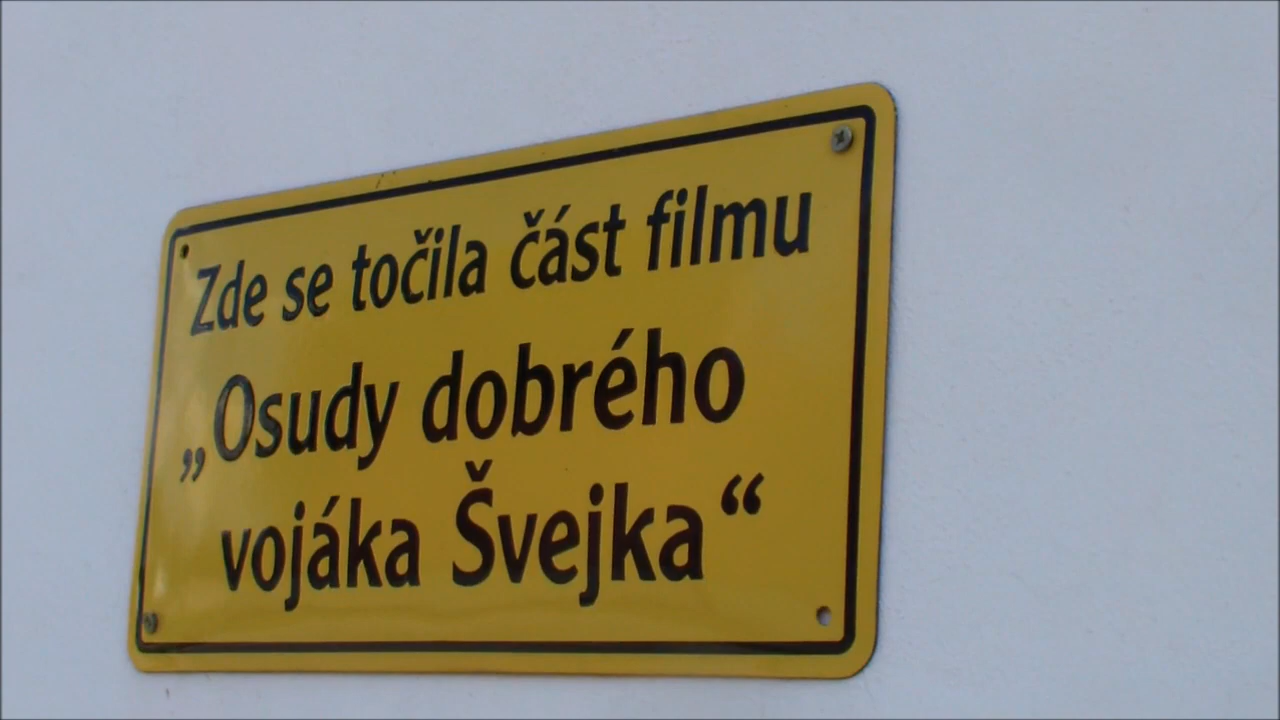 Zde se točila část filmu
„Osudy dobrého
vojáka Švejka“